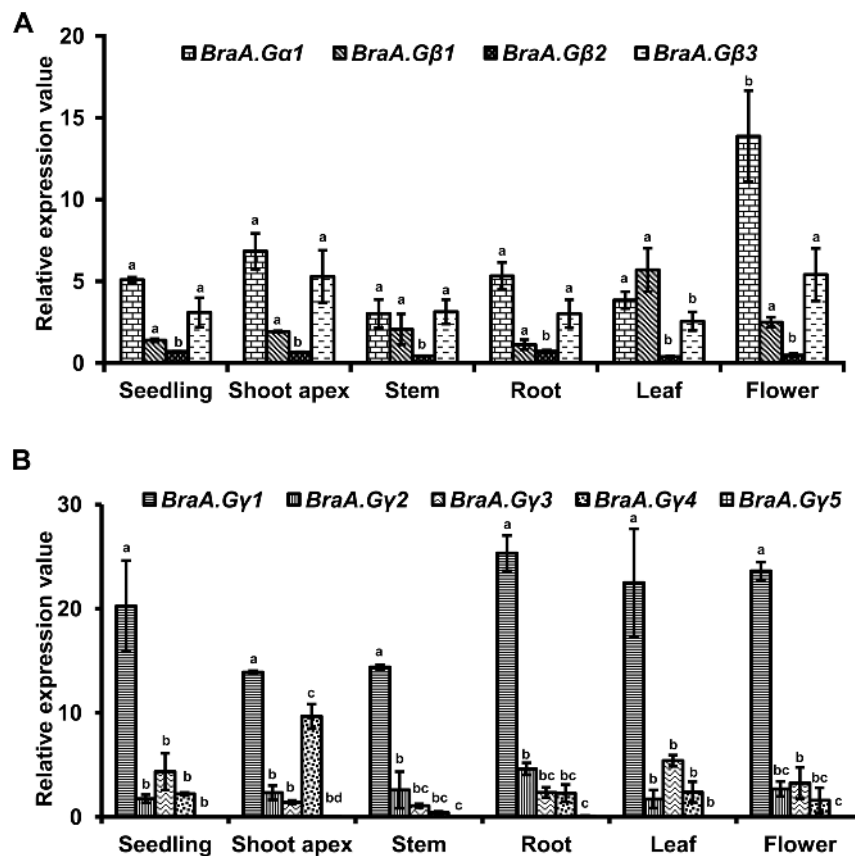 A
20
BraA.Gα1 BraA.Gβ1 BraA.Gβ2 BraA.Gβ3
b
15
Relative expression value
10
a a a a a a a a a a a
5
a a b a b a b a b b a b
0
Seedling Shoot apex Stem Root Leaf Flower
B
30
BraA.Gγ1 BraA.Gγ2 BraA.Gγ3 BraA.Gγ4 BraA.Gγ5
a a a a
20
Relative expression value
a a
c
10
b b b b b b bd b bc bc c b bc bc c b b b b bc b bc c
0
Seedling Shoot apex Stem Root Leaf Flower